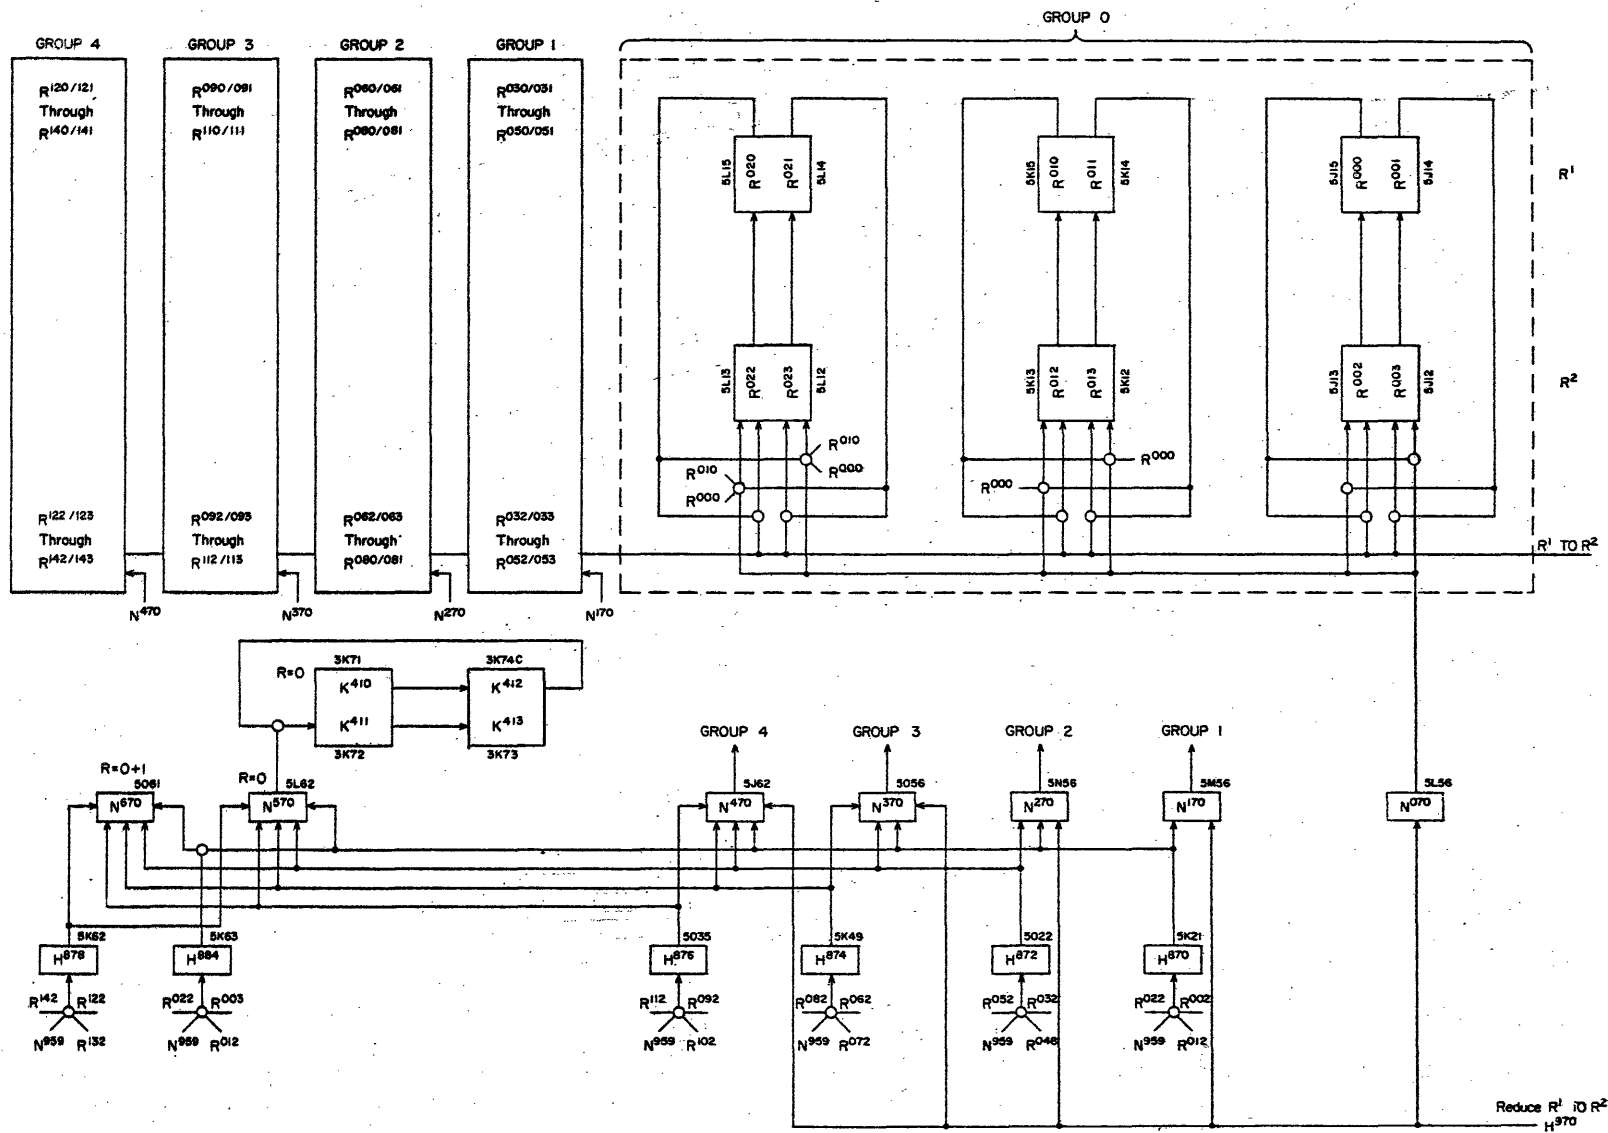 GROUP 0
GROUP 4 GROUP 3 GROUP 2 GROUP 1
R120/121 R090/091 R060/061 R030/031
Through Through Through Through
R140/141 R110/111 R080/081 R050/051
5L15 R020 R021 5L14 5K15 R010 R011 5K14 5J15 R000 R001 5J14 R1
5L13 R022 R023 5L12 5K13 R012 R013 5K12 5J13 R002 R003 5J12 R2
R010
R000 R000
R010
R000 R000
R122/123 R092/093 R062/063 R032/033
Through Through Through Through
R142/143 R112/113 R080/081 R052/053
R1 TO R2
N470 N370 N270 N170
3K71 3K74C
R=0 K410 K412
K411 K413
3K72 3K73
GROUP 4 GROUP 3 GROUP 2 GROUP 1
R=0+1 R=0
5O61 5L62 5J62 5O56 5N56 5M56 5L56
N670 N570 N470 N370 N270 N170 N070
5K62 5K63 5O35 5K49 5O22 5K21
H878 H884 H876 H874 H872 H870
R142 R122 R022 R003 R112 R092 R082 R062 R052 R032 R022 R002
N959 R132 N959 R012 N959 R102 N959 R072 N959 N959 R012
Reduce R1 TO R2
H970